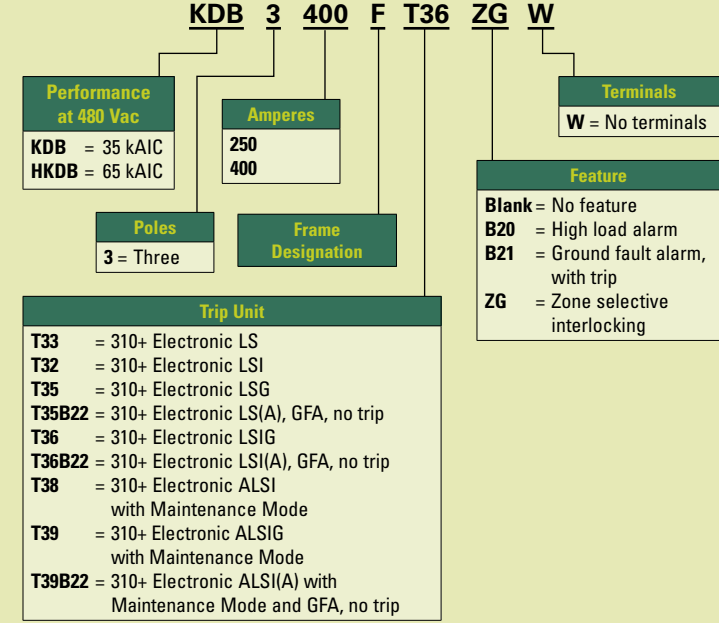 KDB 3 400 F T36 ZG W
Performance
at 480 Vac
KDB = 35 kAIC
HKDB = 65 kAIC
Poles
3 = Three
Amperes
250
400
Frame
Designation
Trip Unit
T33 = 310+ Electronic LS
T32 = 310+ Electronic LSI
T35 = 310+ Electronic LSG
T35B22 = 310+ Electronic LS(A), GFA, no trip
T36 = 310+ Electronic LSIG
T36B22 = 310+ Electronic LSI(A), GFA, no trip
T38 = 310+ Electronic ALSI
with Maintenance Mode
T39 = 310+ Electronic ALSIG
with Maintenance Mode
T39B22 = 310+ Electronic ALSI(A) with
Maintenance Mode and GFA, no trip
Terminals
W = No terminals
Feature
Blank = No feature
B20 = High load alarm
B21 = Ground fault alarm,
with trip
ZG = Zone selective
interlocking